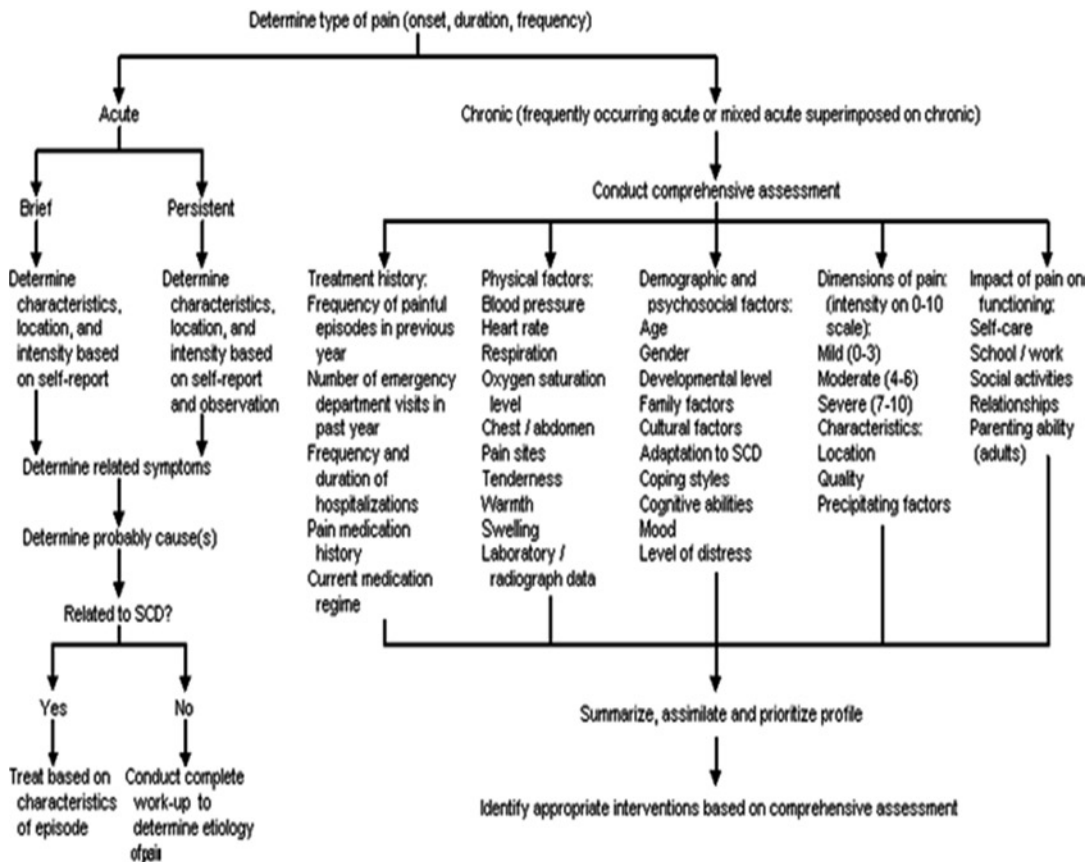 Determine type of pain (onset, duration, frequency)
Acute
Chronic (frequently occurring acute or mixed acute superimposed on chronic)
Brief
Persistent
Determine
characteristics,
location, and
intensity based
on self-report
Determine
characteristics,
location, and
intensity based
on self-report
and observation
Determine related symptoms
Determine probably cause(s)
Related to SCD?
Yes
No
Treat based on
characteristics
of episode
Conduct complete
work-up to
determine etiology
ofpain
Conduct comprehensive assessment
Treatment history:
Frequency of painful
episodes in previous
year
Number of emergency
department visits in
past year
Frequency and
duration of
hospitalizations
Pain medication
history
Current medication
regime
Physical factors:
Blood pressure
Heart rate
Respiration
Oxygen saturation
level
Chest / abdomen
Pain sites
Tenderness
Warmth
Swelling
Laboratory /
radiograph data
Demographic and
psychosocial factors:
Age
Gender
Developmental level
Family factors
Cultural factors
Adaptation to SCD
Coping styles
Cognitive abilities
Mood
Level of distress
Dimensions of pain:
(intensity on 0-10
scale):
Mild (0-3)
Moderate (4-6)
Severe (7-10)
Characteristics:
Location
Quality
Precipitating factors
Impact of pain on
functioning:
Self-care
School / work
Social activities
Relationships
Parenting ability
(adults)
Summarize, assimilate and prioritize profile
Identify appropriate interventions based on comprehensive assessment